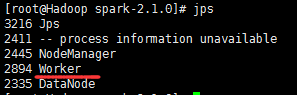 [root@Hadoop spark-2.1.0]# jps
3216 Jps
2411 -- process information unavailable
2445 NodeManager
2894 Worker
2335 DataNode